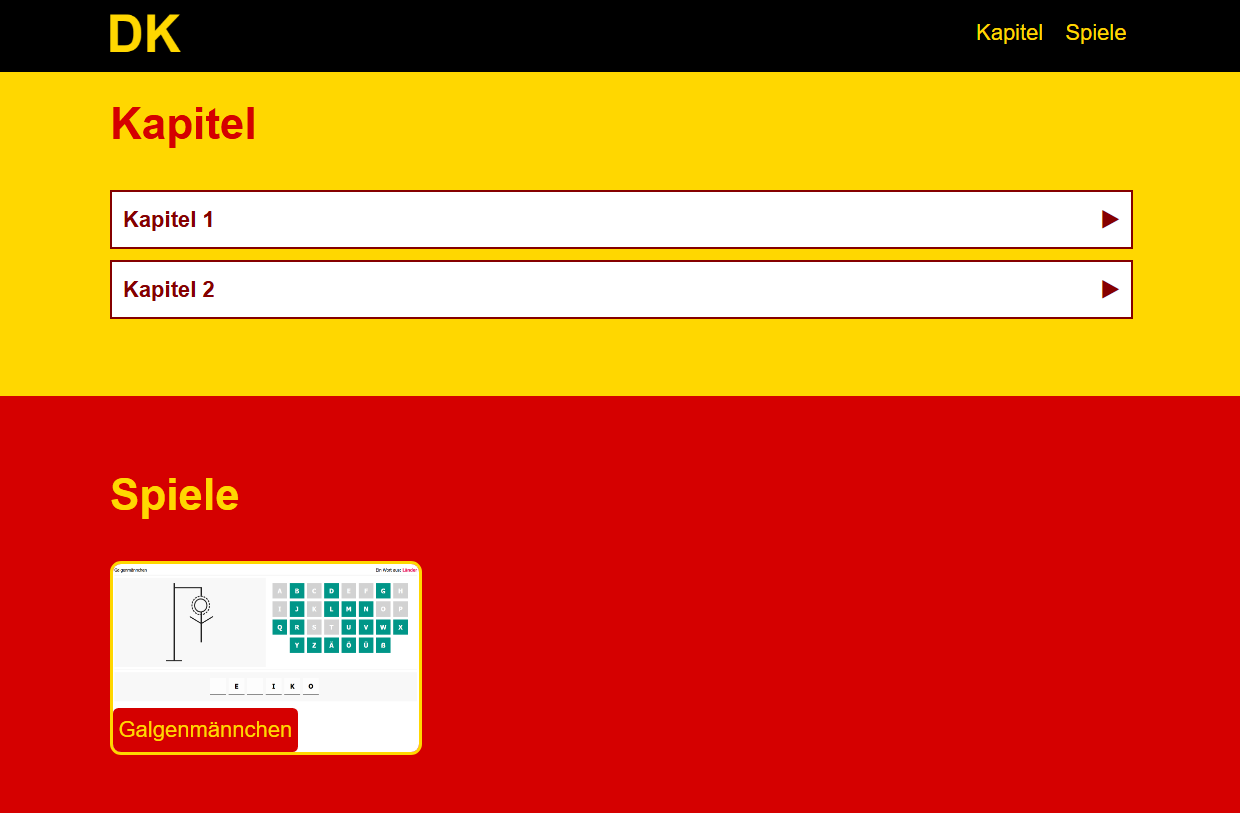 DK
Kapitel Spiele
Kapitel
Kapitel 1
Kapitel 2
Spiele
Galgenmännchen Ein Wort aus: Länder
A B C D E F G H
I J K L M N O P
Q R S T U V W X
Y Z Ä Ö Ü ß
E I K O
Galgenmännchen